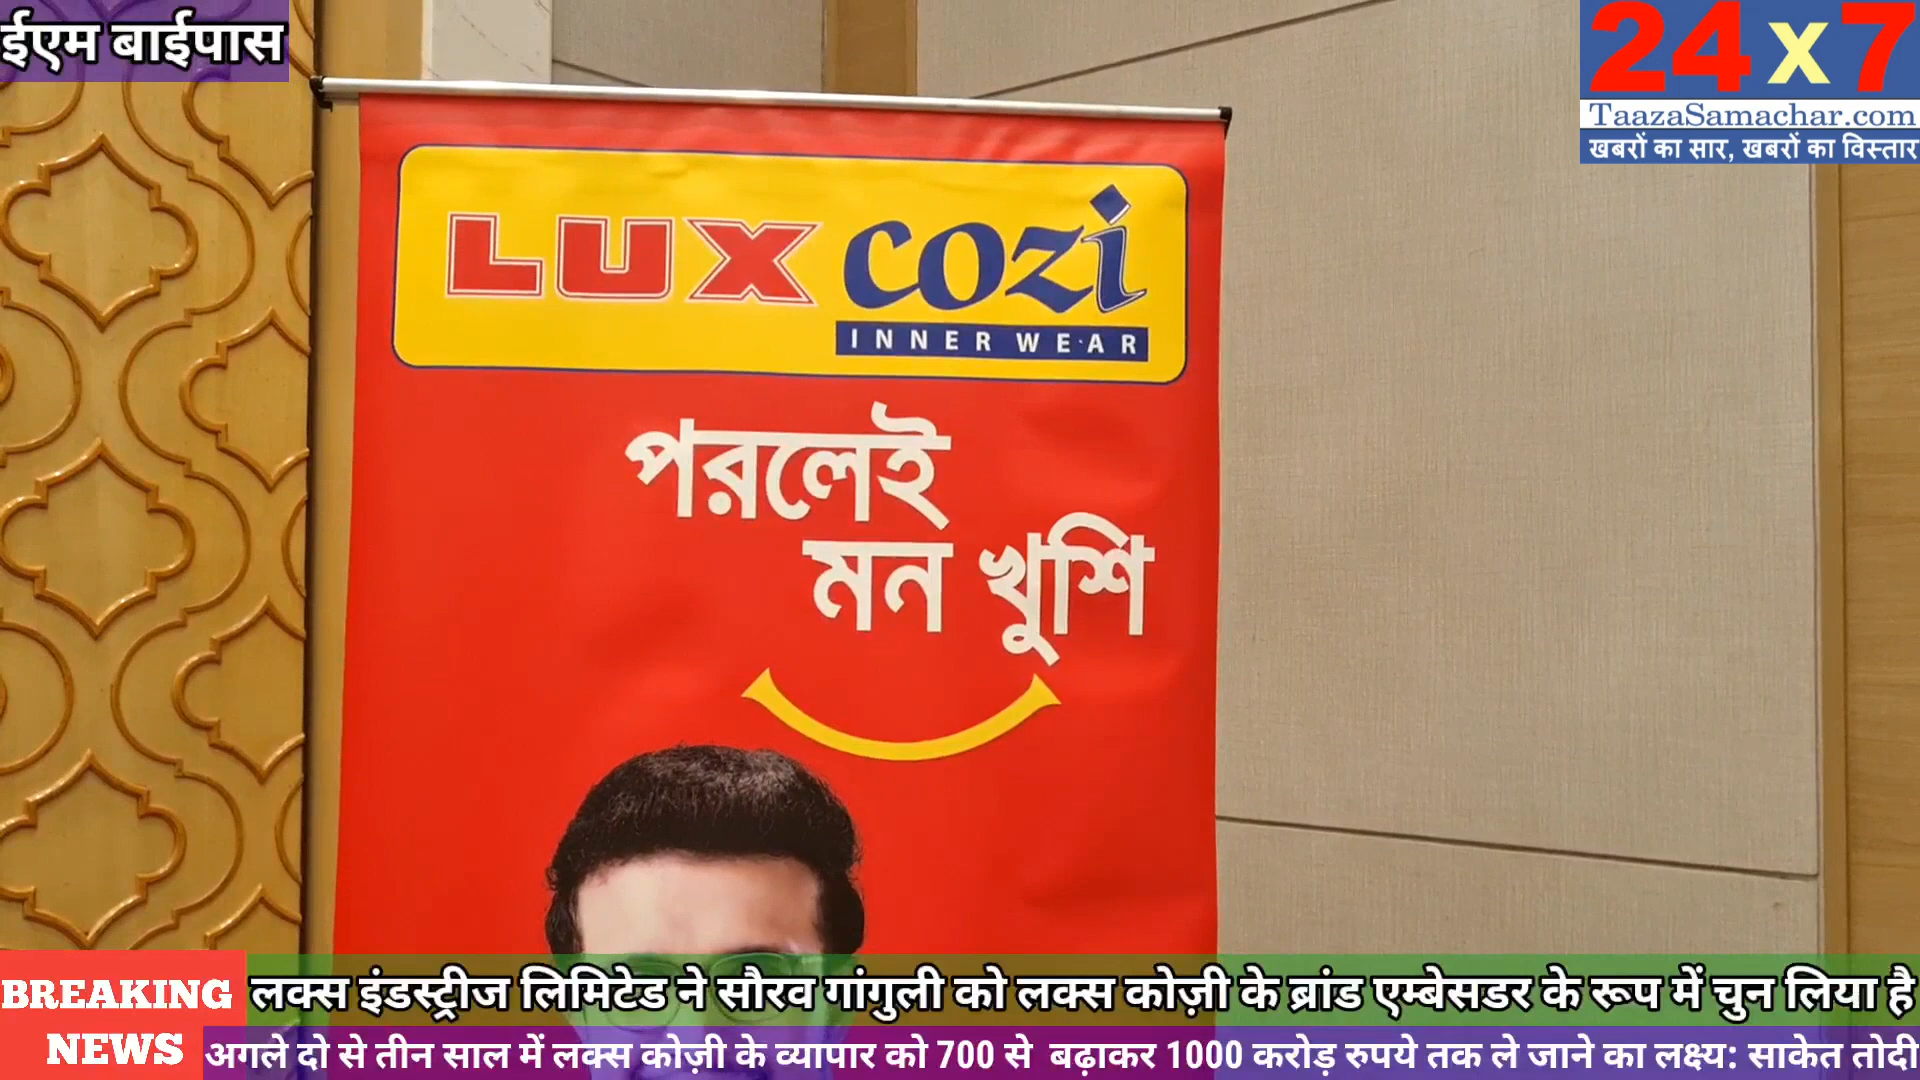 ईएम बाईपास
24x7
TaazaSamachar.com
खबरों का सार, खबरों का विस्तार
LUX cozi
INNER WEAR
পরলেই
মন খুশি
BREAKING
NEWS
लक्स इंडस्ट्रीज लिमिटेड ने सौरव गांगुली को लक्स कोज़ी के ब्रांड एम्बेसडर के रूप में चुन लिया है
अगले दो से तीन साल में लक्स कोज़ी के व्यापार को 700 से बढ़ाकर 1000 करोड़ रुपये तक ले जाने का लक्ष्य: साकेत तोदी